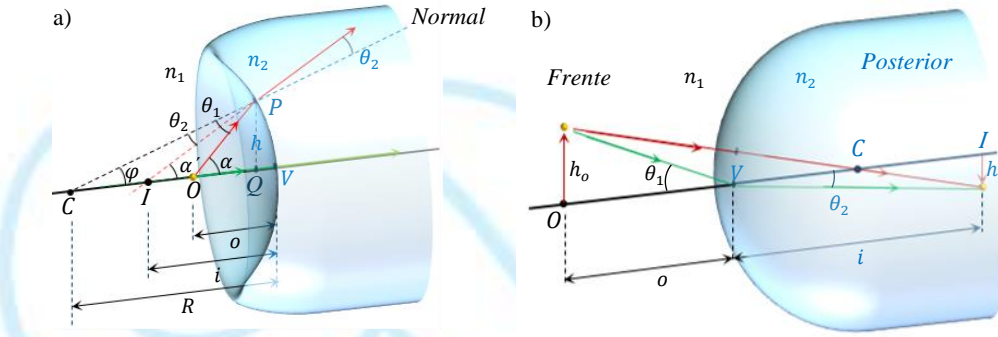 a)
Normal
n₁
n₂
θ₂
P
θ₁
θ₂
h
α′
α
φ
C
I
O
Q
V
o
i
R
b)
Frente
n₁
n₂
Posterior
C
I
hₒ
θ₁
V
h
θ₂
O
o
i